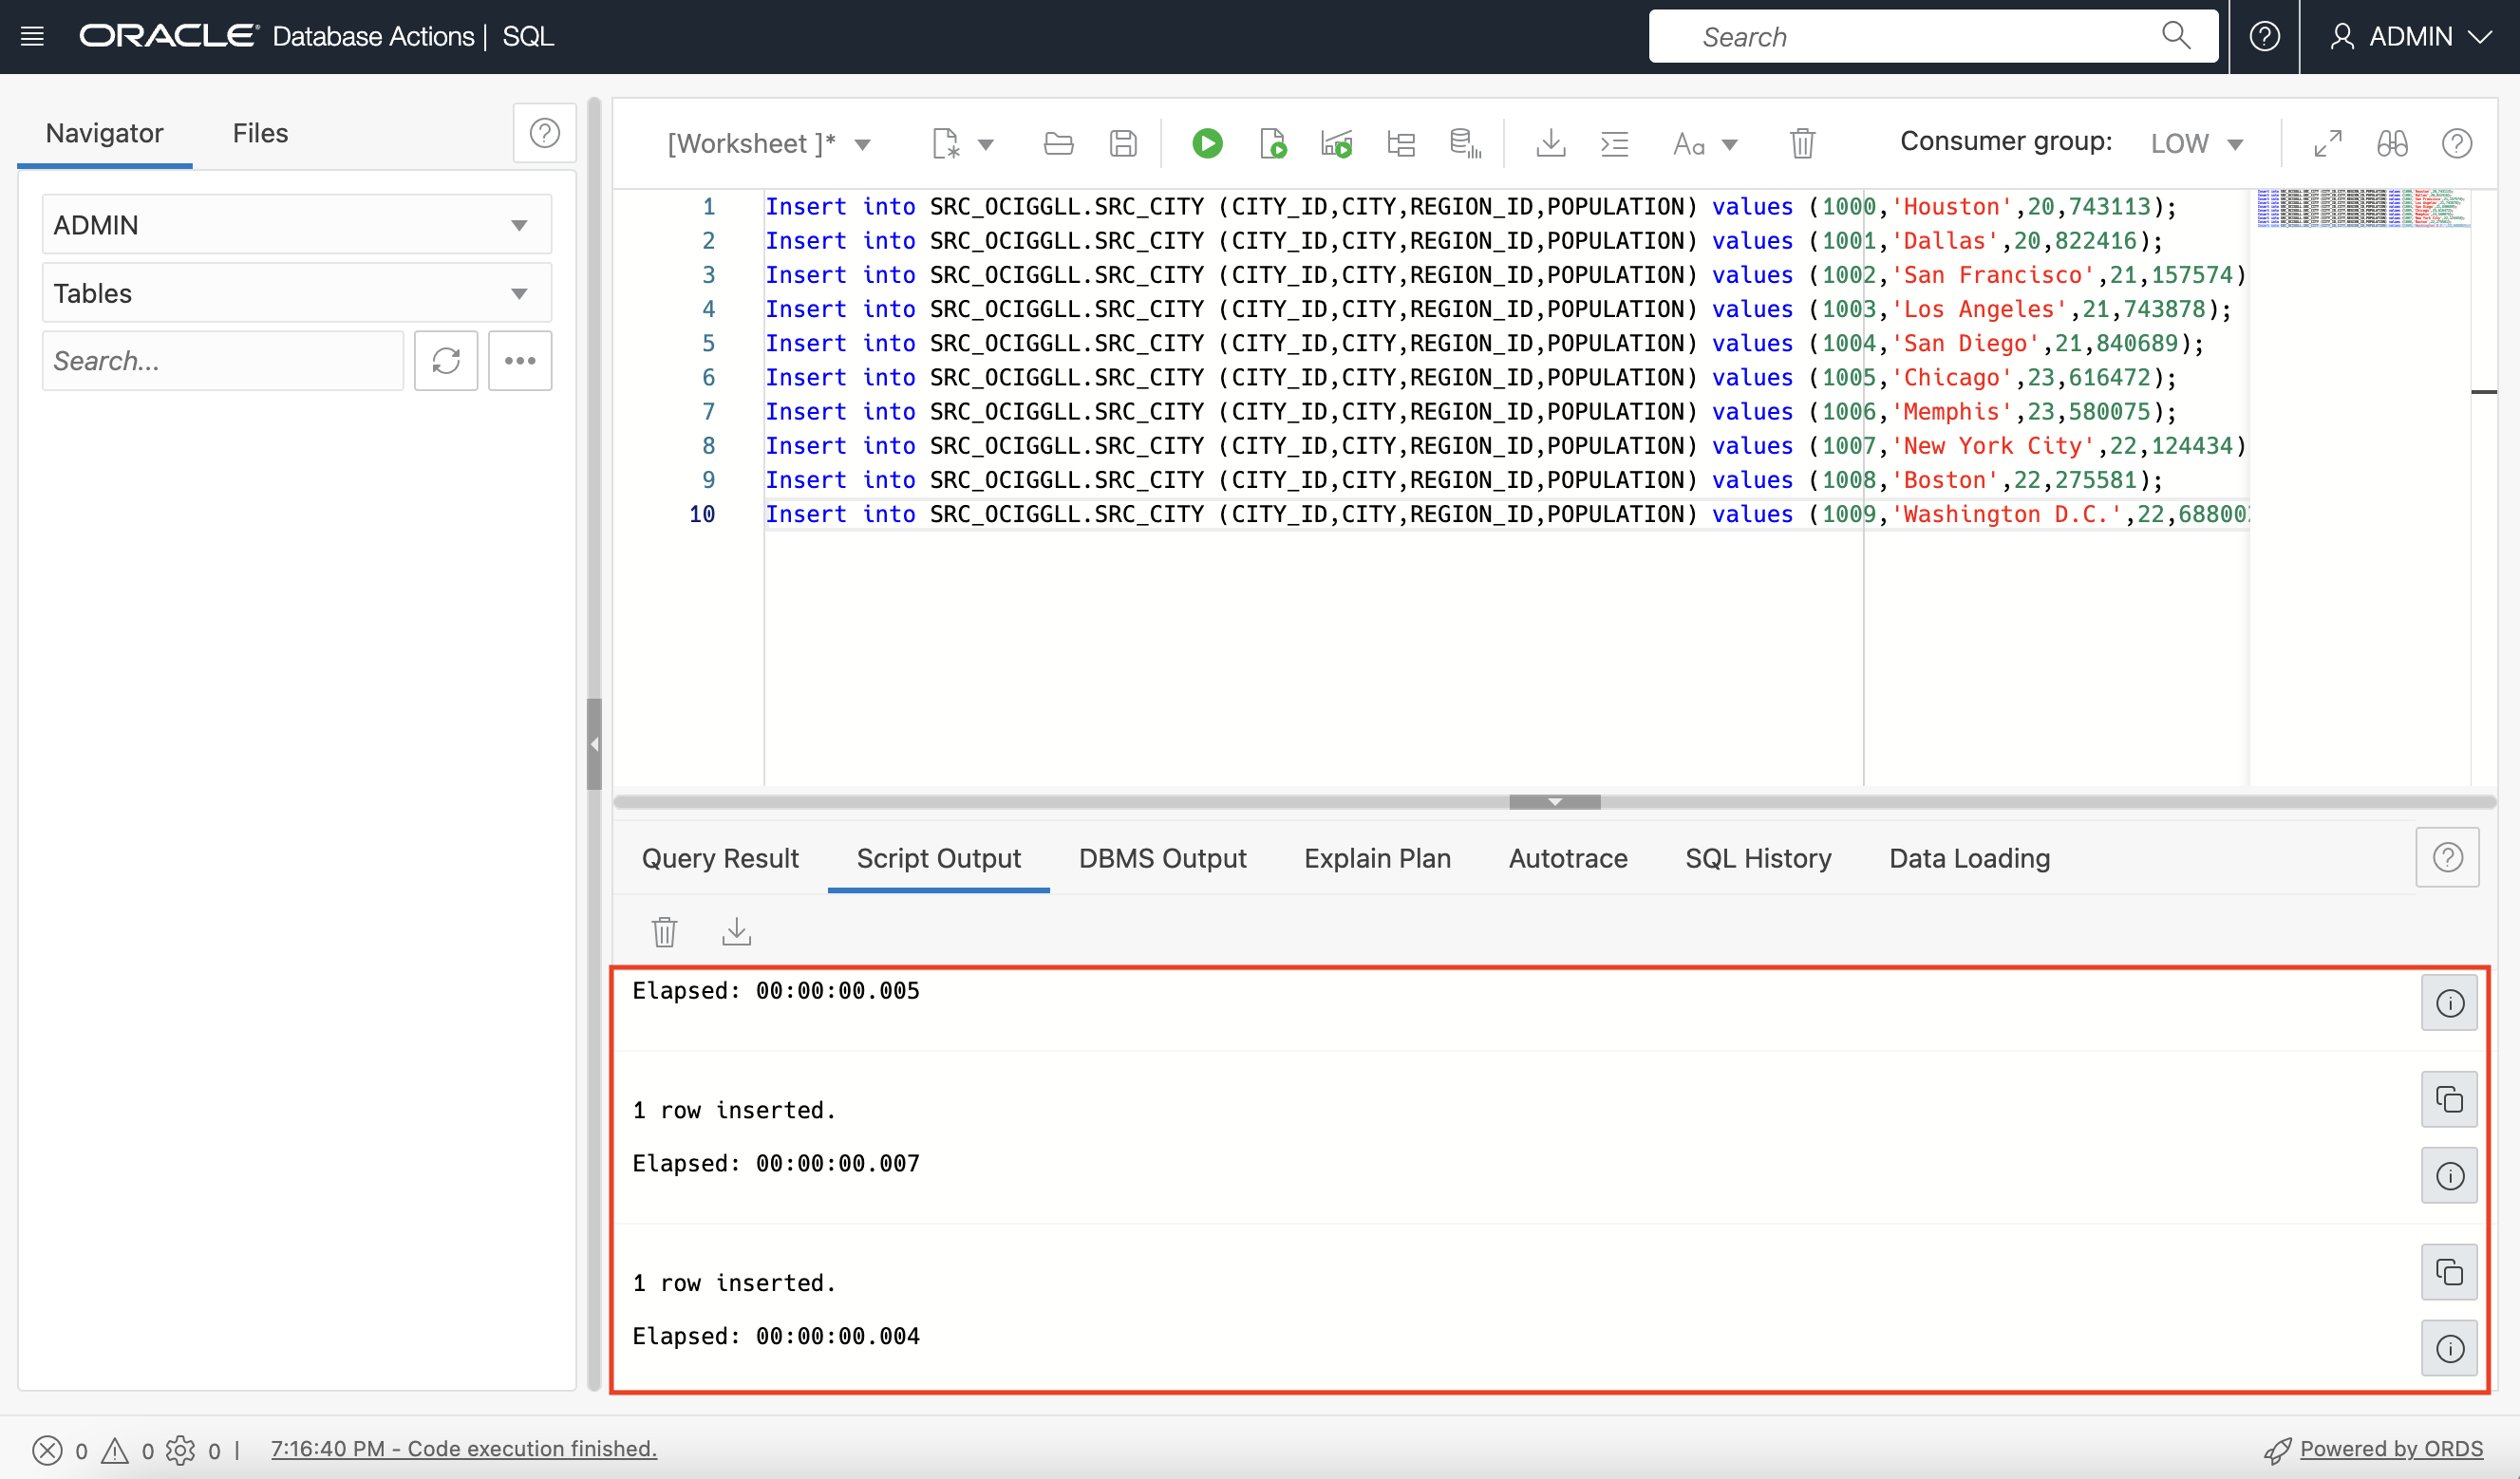 ORACLE Database Actions | SQL
Search
ADMIN
Navigator
Files
ADMIN
Tables
Search...
[Worksheet ]*
Aa
Consumer group:
LOW
1 Insert into SRC_OCIGGLL.SRC_CITY (CITY_ID,CITY,REGION_ID,POPULATION) values (1000,'Houston',20,743113);
2 Insert into SRC_OCIGGLL.SRC_CITY (CITY_ID,CITY,REGION_ID,POPULATION) values (1001,'Dallas',20,822416);
3 Insert into SRC_OCIGGLL.SRC_CITY (CITY_ID,CITY,REGION_ID,POPULATION) values (1002,'San Francisco',21,157574)
4 Insert into SRC_OCIGGLL.SRC_CITY (CITY_ID,CITY,REGION_ID,POPULATION) values (1003,'Los Angeles',21,743878);
5 Insert into SRC_OCIGGLL.SRC_CITY (CITY_ID,CITY,REGION_ID,POPULATION) values (1004,'San Diego',21,840689);
6 Insert into SRC_OCIGGLL.SRC_CITY (CITY_ID,CITY,REGION_ID,POPULATION) values (1005,'Chicago',23,616472);
7 Insert into SRC_OCIGGLL.SRC_CITY (CITY_ID,CITY,REGION_ID,POPULATION) values (1006,'Memphis',23,580075);
8 Insert into SRC_OCIGGLL.SRC_CITY (CITY_ID,CITY,REGION_ID,POPULATION) values (1007,'New York City',22,124434)
9 Insert into SRC_OCIGGLL.SRC_CITY (CITY_ID,CITY,REGION_ID,POPULATION) values (1008,'Boston',22,275581);
10 Insert into SRC_OCIGGLL.SRC_CITY (CITY_ID,CITY,REGION_ID,POPULATION) values (1009,'Washington D.C.',22,688002
Query Result
Script Output
DBMS Output
Explain Plan
Autotrace
SQL History
Data Loading
Elapsed: 00:00:00.005
1 row inserted.
Elapsed: 00:00:00.007
1 row inserted.
Elapsed: 00:00:00.004
0 0 0 | 7:16:40 PM - Code execution finished.
Powered by ORDS